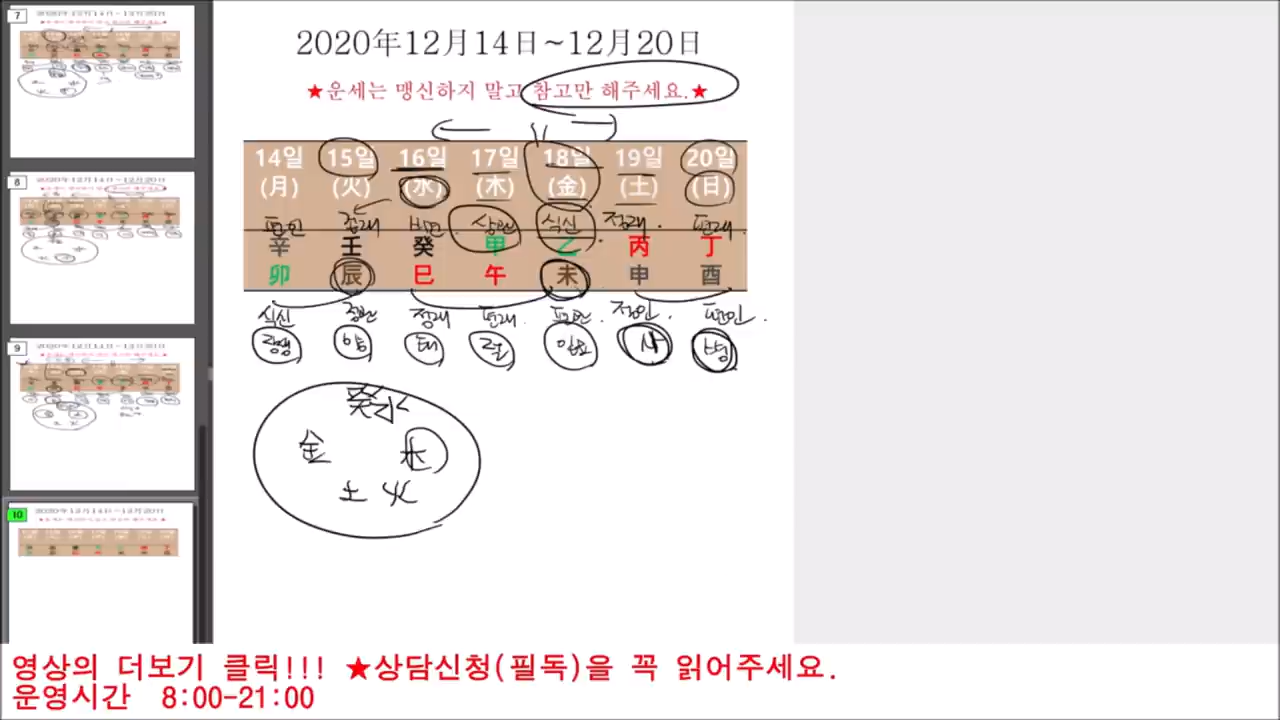 7
8
9
10
2020年12月14日~12月20日
★운세는 맹신하지 말고 참고만 해주세요.★
14일 15일 16일 17일 18일 19일 20일
(月) (火) (水) (木) (金) (土) (日)
편인 겁재 비견 상관 식신 정재 편재
辛 壬 癸 甲 乙 丙 丁
卯 辰 巳 午 未 申 酉
식신 정관 정재 편재 편관 정인 편인
장생 양 태 절 입묘 사 병
癸水
金
土 火
영상의 더보기 클릭!!! ★상담신청(필독)을 꼭 읽어주세요.
운영시간 8:00-21:00